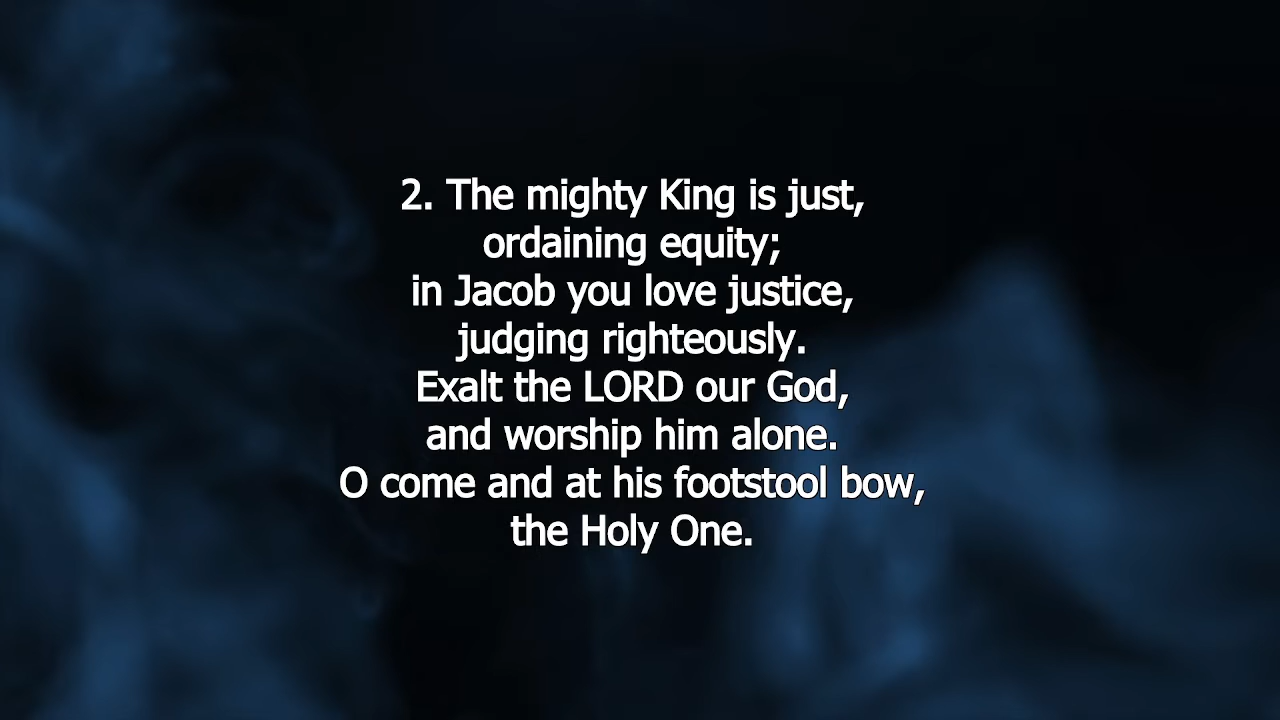 2. The mighty King is just,
ordaining equity;
in Jacob you love justice,
judging righteously.
Exalt the LORD our God,
and worship him alone.
O come and at his footstool bow,
the Holy One.